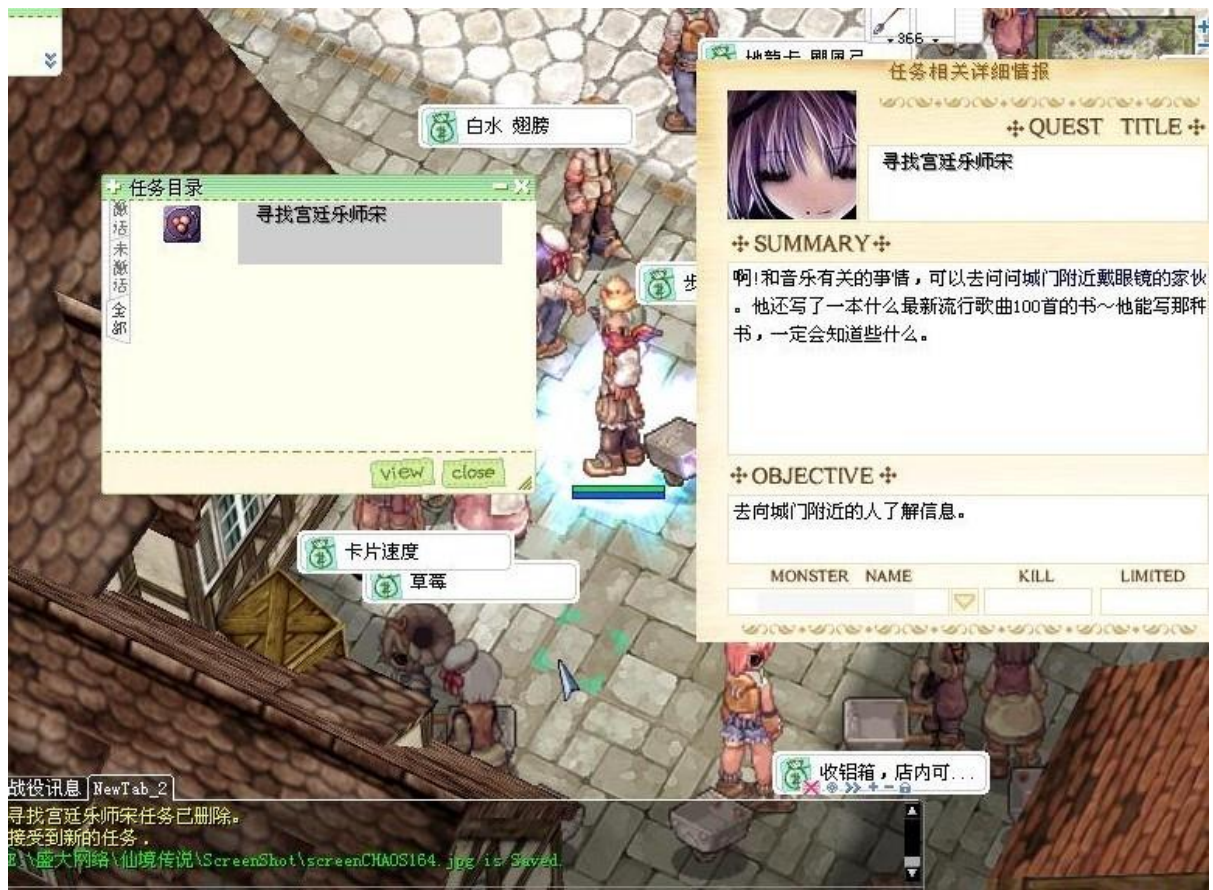 366
任务相关详细情报
白水 翅膀
QUEST TITLE
寻找宫廷乐师宋
任务目录
寻找宫廷乐师宋
激活
未激活
全部
SUMMARY
啊!和音乐有关的事情，可以去问问城门附近戴眼镜的家伙
。他还写了一本什么最新流行歌曲100首的书～他能写那种
书，一定会知道些什么。
步
view
close
OBJECTIVE
去向城门附近的人了解信息。
卡片速度
草莓
MONSTER NAME
KILL
LIMITED
收铝箱，店内可...
战役讯息
NewTab_2
寻找宫廷乐师宋任务已删除。
接受到新的任务.
E:\盛大网络\仙境传说\ScreenShot\screenCHAOS164.jpg is Saved.